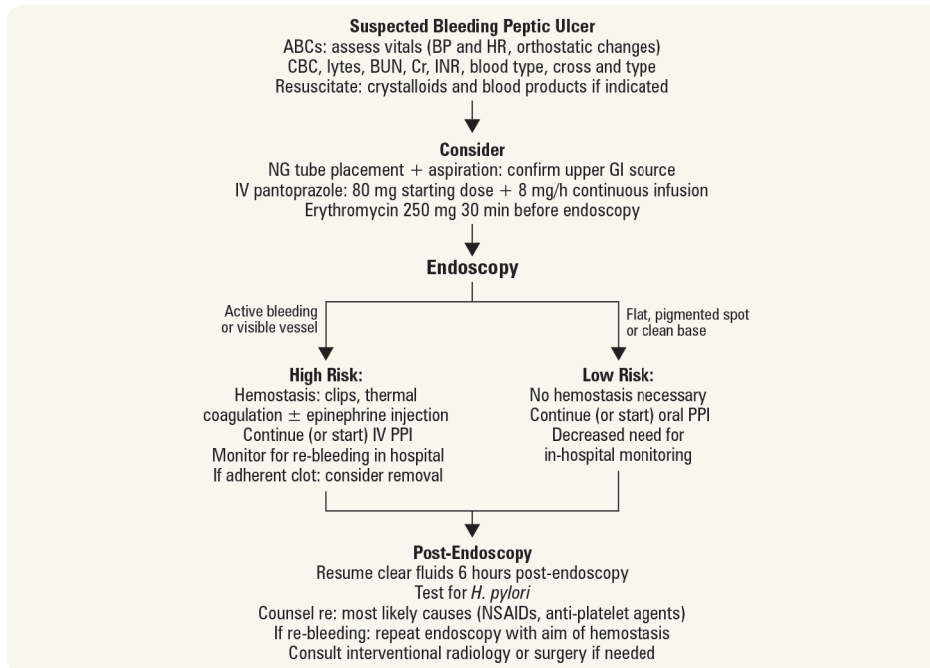 Suspected Bleeding Peptic Ulcer
ABCs: assess vitals (BP and HR, orthostatic changes)
CBC, lytes, BUN, Cr, INR, blood type, cross and type
Resuscitate: crystalloids and blood products if indicated
Consider
NG tube placement + aspiration: confirm upper GI source
IV pantoprazole: 80 mg starting dose + 8 mg/h continuous infusion
Erythromycin 250 mg 30 min before endoscopy
Endoscopy
Active bleeding
or visible vessel
Flat, pigmented spot
or clean base
High Risk:
Hemostasis: clips, thermal
coagulation ± epinephrine injection
Continue (or start) IV PPI
Monitor for re-bleeding in hospital
If adherent clot: consider removal
Low Risk:
No hemostasis necessary
Continue (or start) oral PPI
Decreased need for
in-hospital monitoring
Post-Endoscopy
Resume clear fluids 6 hours post-endoscopy
Test for H. pylori
Counsel re: most likely causes (NSAIDs, anti-platelet agents)
If re-bleeding: repeat endoscopy with aim of hemostasis
Consult interventional radiology or surgery if needed